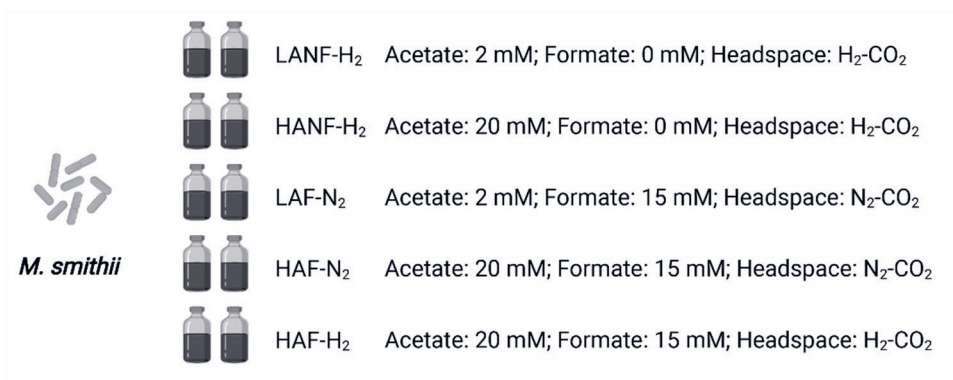 LANF-H₂ Acetate: 2 mM; Formate: 0 mM; Headspace: H₂-CO₂
HANF-H₂ Acetate: 20 mM; Formate: 0 mM; Headspace: H₂-CO₂
LAF-N₂ Acetate: 2 mM; Formate: 15 mM; Headspace: N₂-CO₂
M. smithii
HAF-N₂ Acetate: 20 mM; Formate: 15 mM; Headspace: N₂-CO₂
HAF-H₂ Acetate: 20 mM; Formate: 15 mM; Headspace: H₂-CO₂